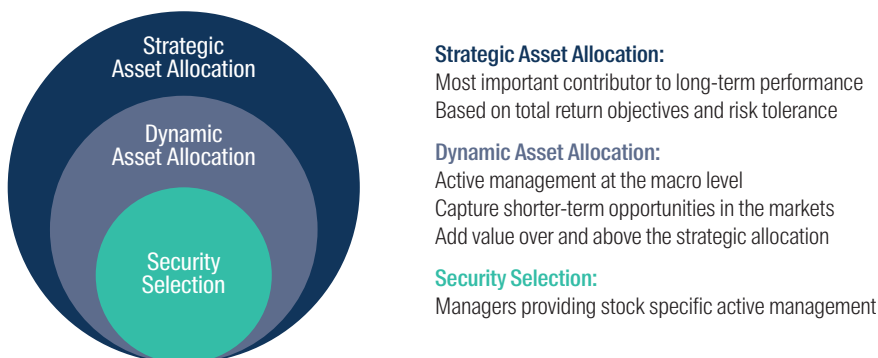 Strategic
Asset Allocation
Dynamic
Asset Allocation
Security
Selection
Strategic Asset Allocation:
Most important contributor to long-term performance
Based on total return objectives and risk tolerance
Dynamic Asset Allocation:
Active management at the macro level
Capture shorter-term opportunities in the markets
Add value over and above the strategic allocation
Security Selection:
Managers providing stock specific active management